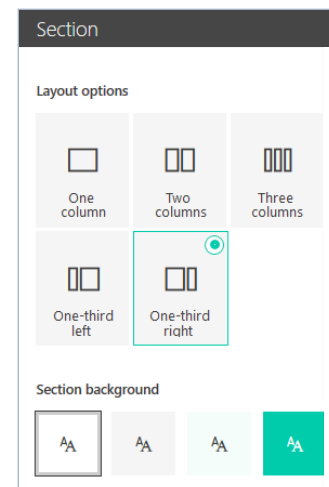 Section
Layout options
One
column
Two
columns
Three
columns
One-third
left
One-third
right
Section background
AA
AA
AA
AA